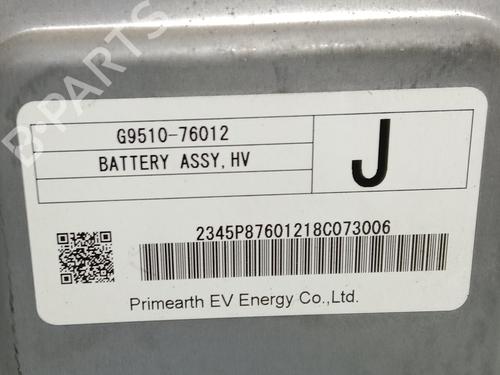 B-PARTS
G9510-76012
BATTERY ASSY, HV
J
2345P87601218C073006
Primearth EV Energy Co.,Ltd.